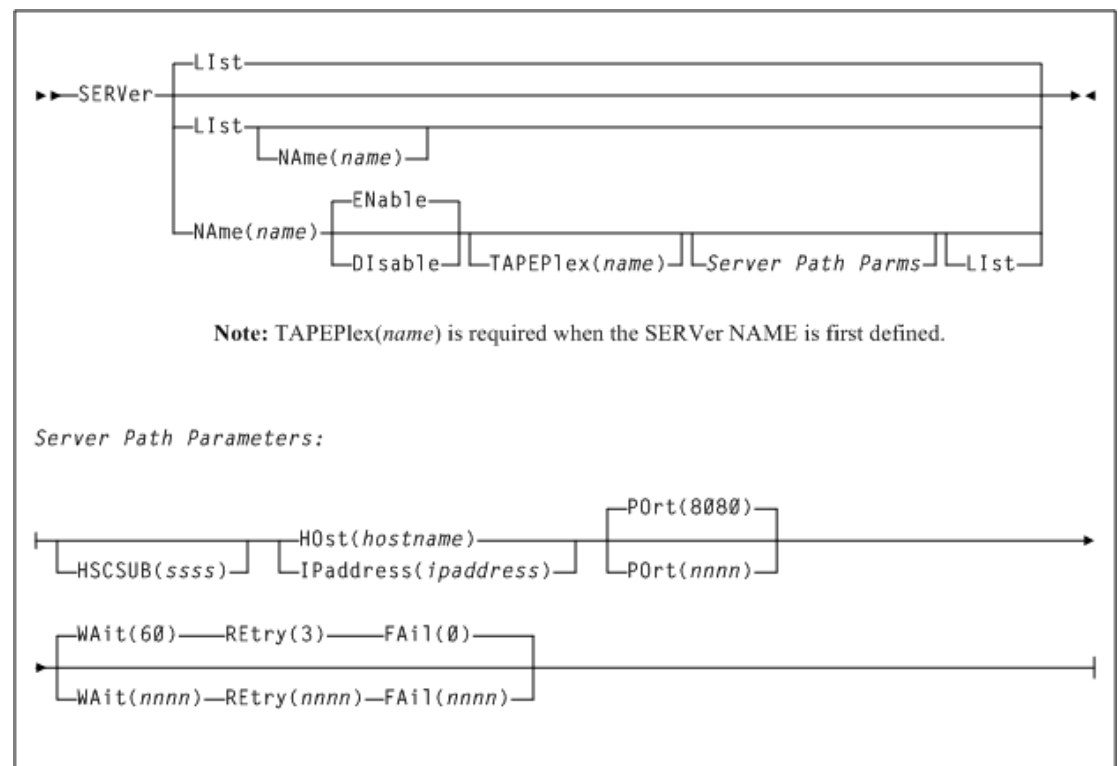 LIst
SERVer
LIst
NAme(name)
ENable
NAme(name)
DIsable TAPEPlex(name) Server Path Parms LIst
Note: TAPEPlex(name) is required when the SERVer NAME is first defined.
Server Path Parameters:
POrt(8080)
HOst(hostname)
HSCSUB(ssss) IPaddress(ipaddress) POrt(nnnn)
WAit(60) REtry(3) FAil(0)
WAit(nnnn) REtry(nnnn) FAil(nnnn)